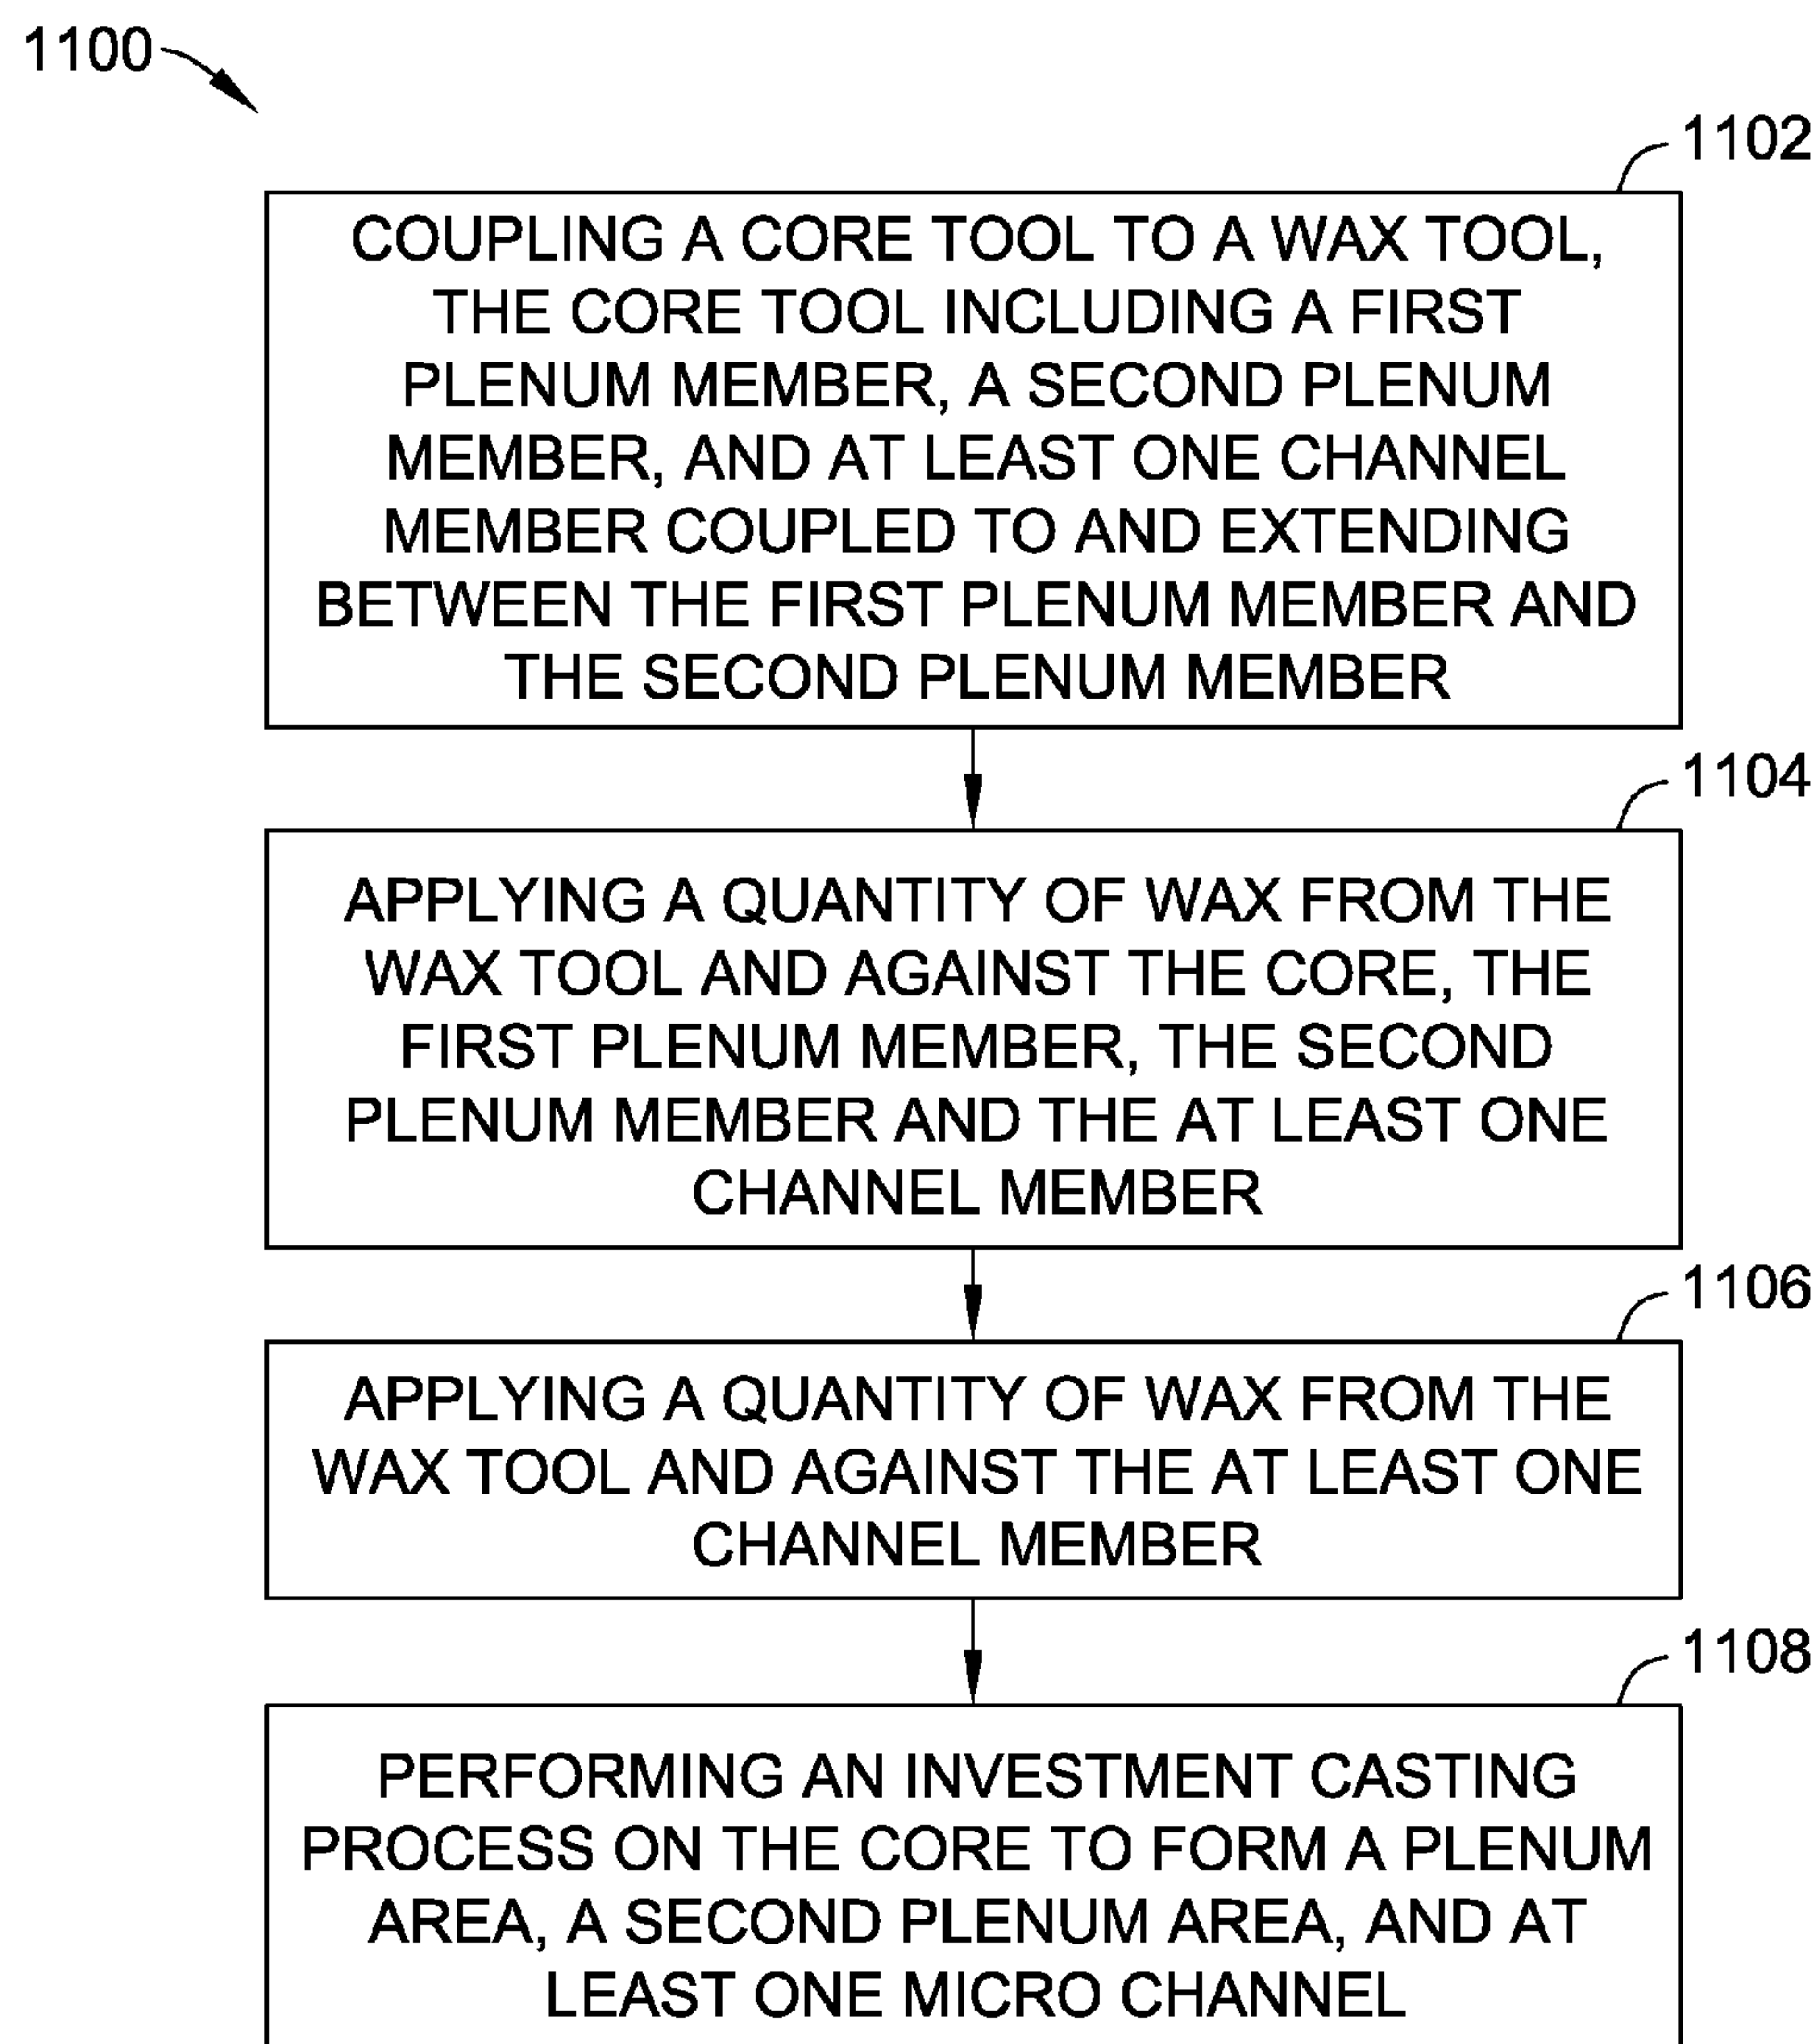 1100
1102
COUPLING A CORE TOOL TO A WAX TOOL,
THE CORE TOOL INCLUDING A FIRST
PLENUM MEMBER, A SECOND PLENUM
MEMBER, AND AT LEAST ONE CHANNEL
MEMBER COUPLED TO AND EXTENDING
BETWEEN THE FIRST PLENUM MEMBER AND
THE SECOND PLENUM MEMBER
1104
APPLYING A QUANTITY OF WAX FROM THE
WAX TOOL AND AGAINST THE CORE, THE
FIRST PLENUM MEMBER, THE SECOND
PLENUM MEMBER AND THE AT LEAST ONE
CHANNEL MEMBER
1106
APPLYING A QUANTITY OF WAX FROM THE
WAX TOOL AND AGAINST THE AT LEAST ONE
CHANNEL MEMBER
1108
PERFORMING AN INVESTMENT CASTING
PROCESS ON THE CORE TO FORM A PLENUM
AREA, A SECOND PLENUM AREA, AND AT
LEAST ONE MICRO CHANNEL